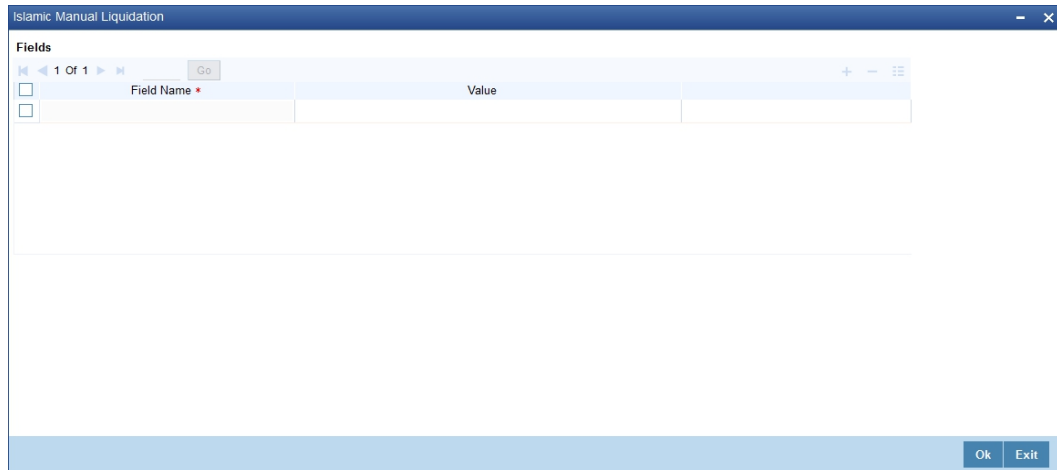 Islamic Manual Liquidation
Fields
1 Of 1 Go
Field Name * Value
Ok Exit